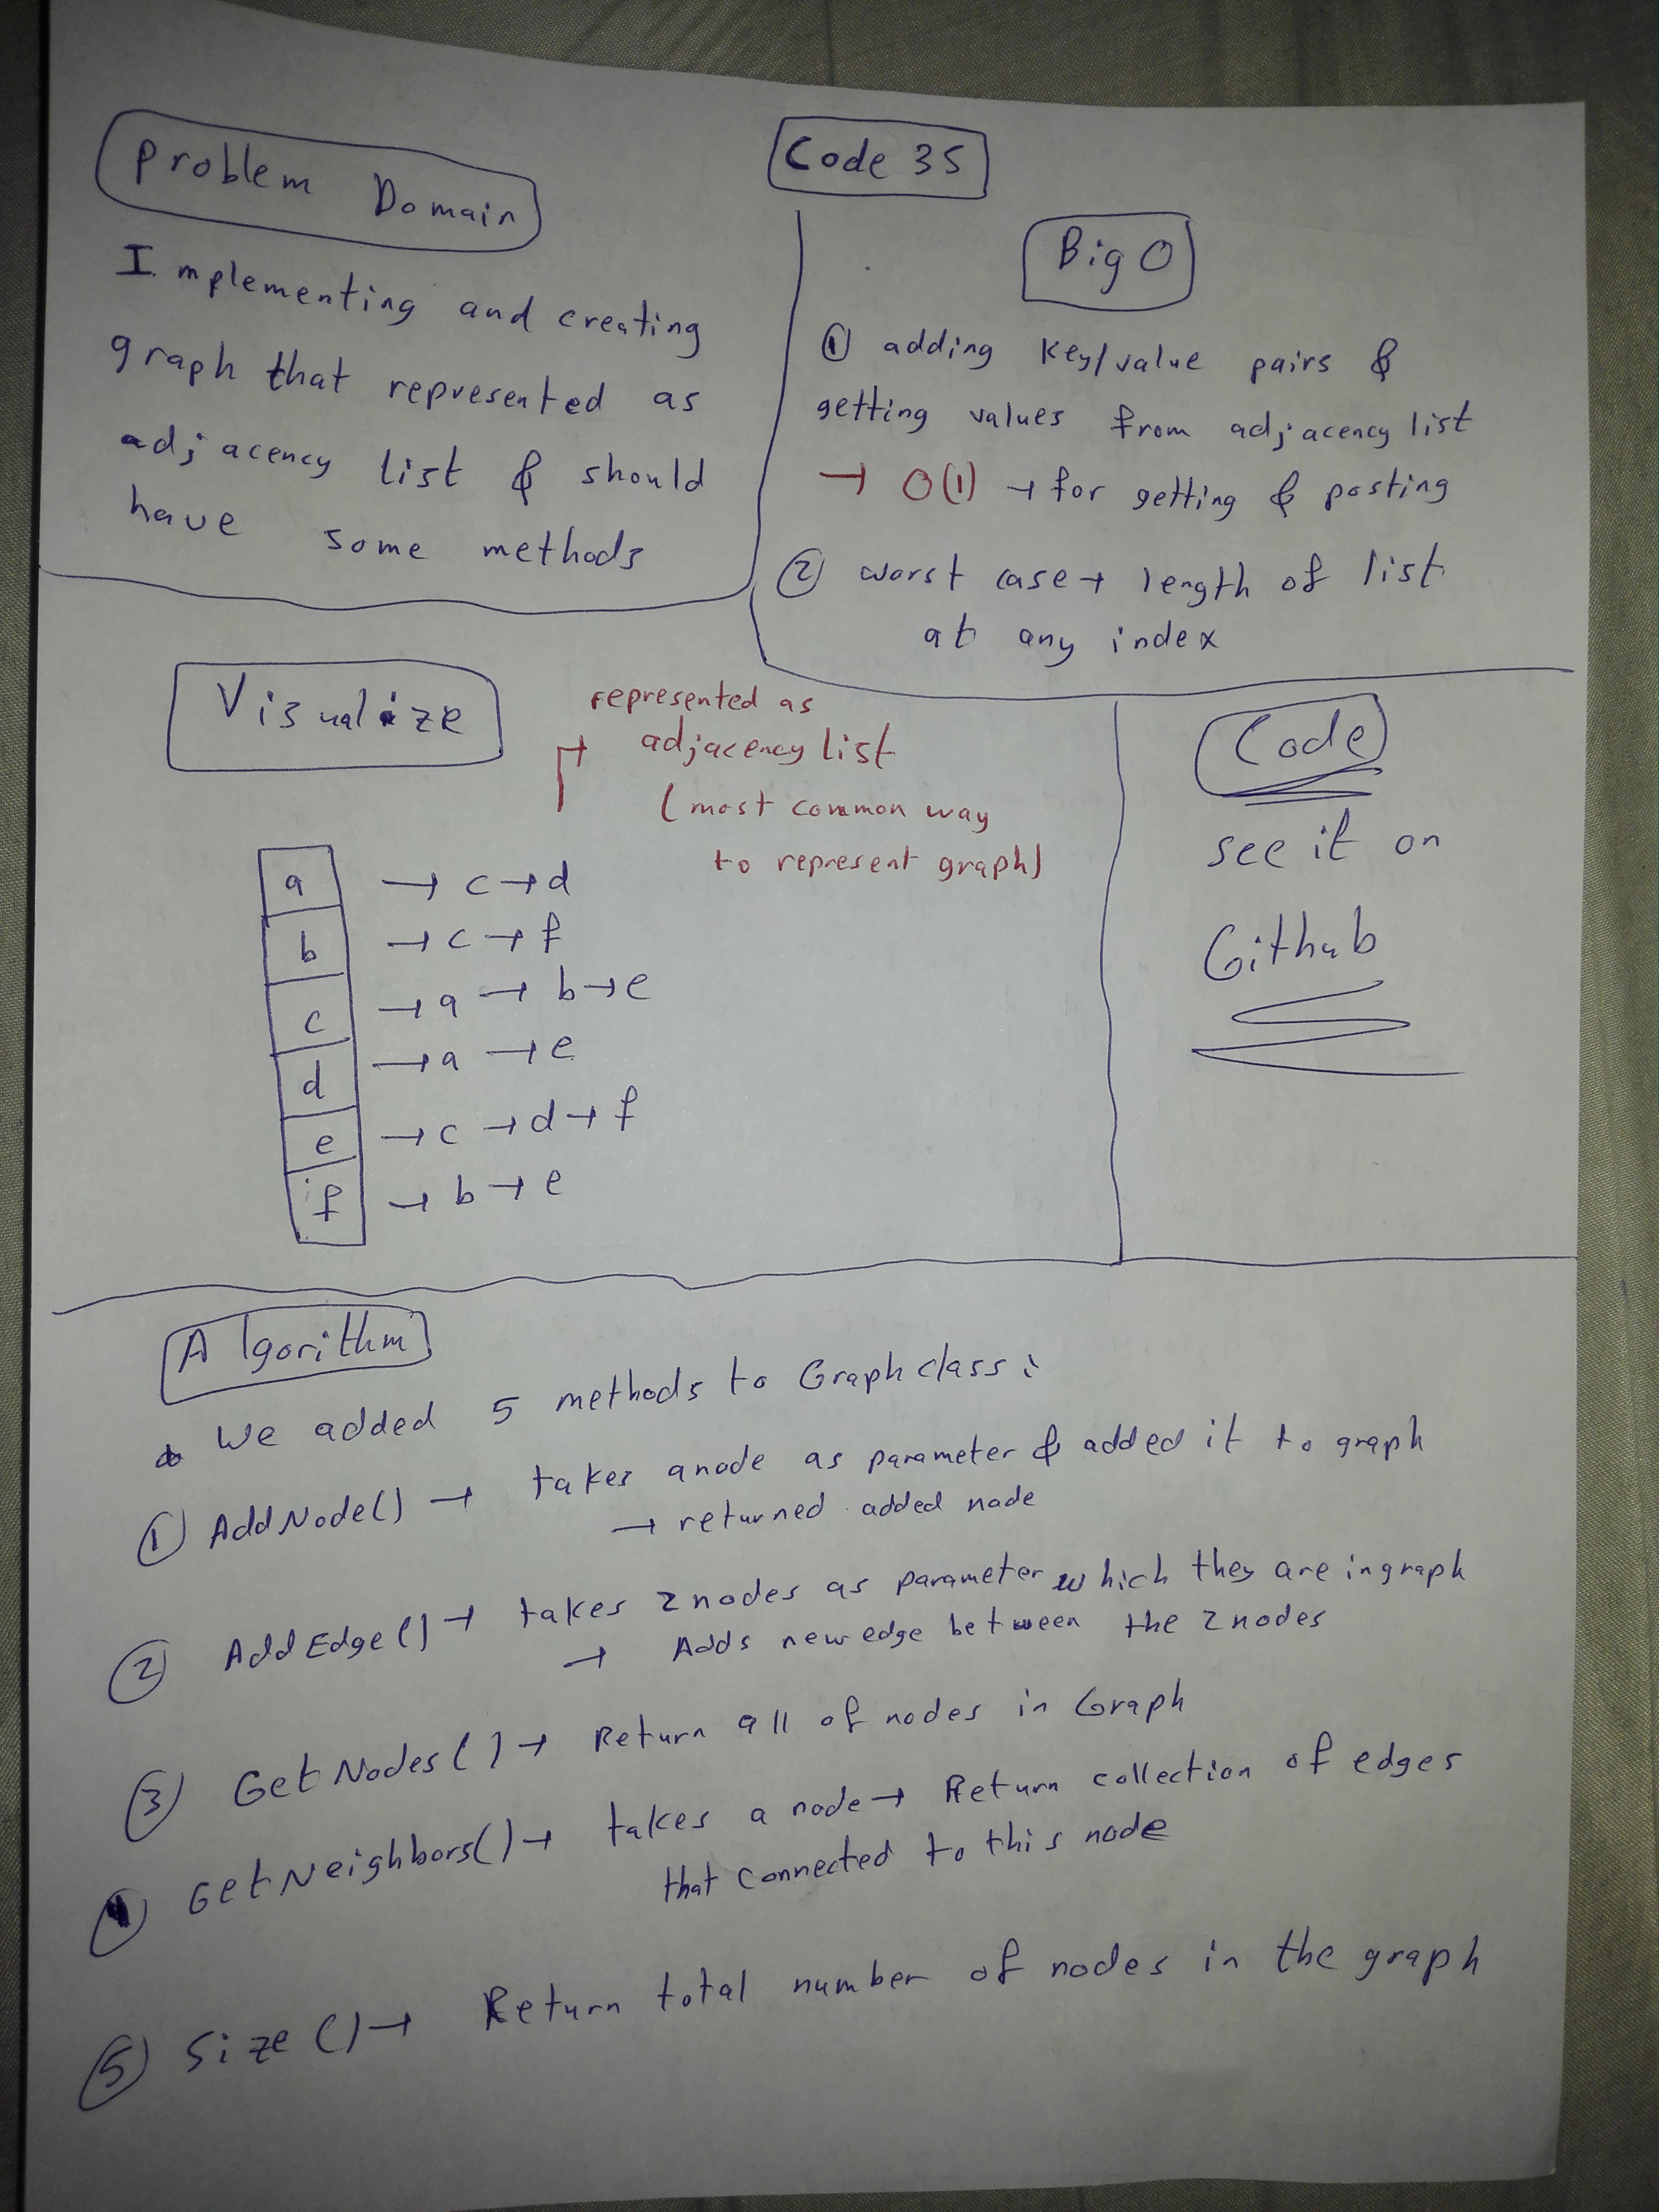 Code 35
Problem Domain
Implementing and creating
graph that represented as
adjacency list & should
have some methods
Big O
① adding key/value pairs &
getting values from adjacency list
→ O(1) → for getting & posting
② worst case → length of list
at any index
Visualize
represented as
adjacency list
(most common way
to represent graph)
a → c → d
b → c → f
c → a → b → e
d → a → e
e → c → d → f
f → b → e
Code
see it on
Github
Algorithm
We added 5 methods to Graph class:
① AddNode() → takes a node as parameter & added it to graph
→ returned added node
② AddEdge() → takes 2 nodes as parameter which they are in graph
→ Adds new edge between the 2 nodes
③ GetNodes() → Return all of nodes in Graph
④ GetNeighbors() → takes a node → Return collection of edges
that connected to this node
⑤ Size() → Return total number of nodes in the graph